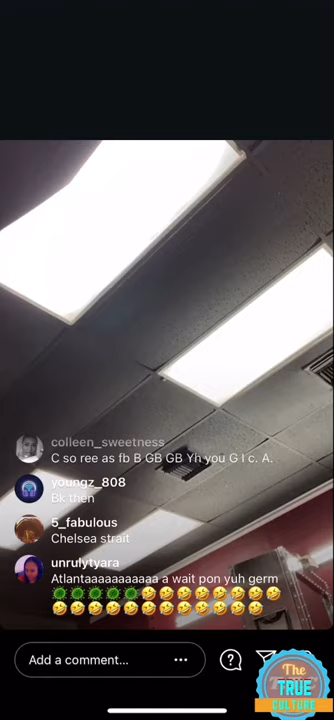 colleen_sweetness
C so ree as fb B GB GB Yh you G I c. A.
youngz_808
Bk then
5_fabulous
Chelsea strait
unrulytyara
Atlantaaaaaaaaaaa a wait pon yuh germ
🦠🦠🦠🦠🦠🤣🤣🤣🤣🤣🤣🤣🤣
🤣🤣🤣🤣🤣🤣🤣🤣🤣🤣🤣🤣
Add a comment...
The
TRUE
CULTURE